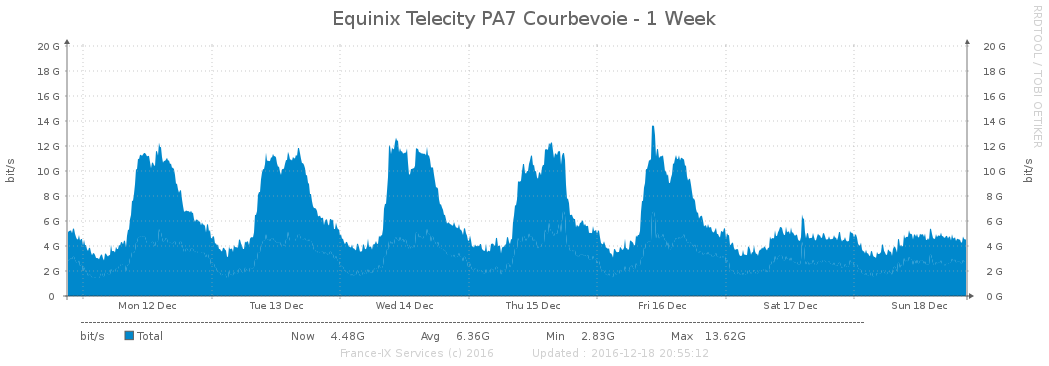 Equinix Telecity PA7 Courbevoie - 1 Week
RRDTOOL / TOBI OETIKER
bit/s
20 G
18 G
16 G
14 G
12 G
10 G
8 G
6 G
4 G
2 G
0
20 G
18 G
16 G
14 G
12 G
10 G
8 G
6 G
4 G
2 G
0 G
bit/s
Mon 12 Dec Tue 13 Dec Wed 14 Dec Thu 15 Dec Fri 16 Dec Sat 17 Dec Sun 18 Dec
bit/s Total Now 4.48G Avg 6.36G Min 2.83G Max 13.62G
France-IX Services (c) 2016 Updated : 2016-12-18 20:55:12